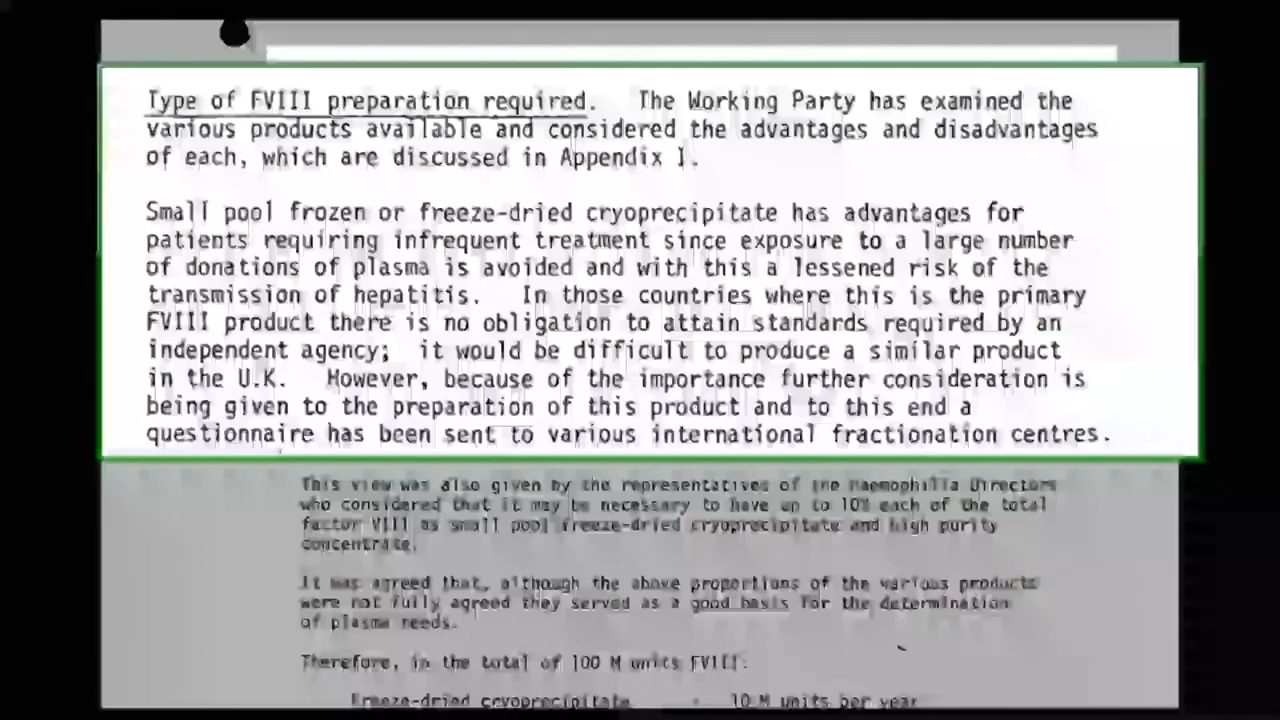 Type of FVIII preparation required. The Working Party has examined the
various products available and considered the advantages and disadvantages
of each, which are discussed in Appendix I.
Small pool frozen or freeze-dried cryoprecipitate has advantages for
patients requiring infrequent treatment since exposure to a large number
of donations of plasma is avoided and with this a lessened risk of the
transmission of hepatitis. In those countries where this is the primary
FVIII product there is no obligation to attain standards required by an
independent agency; it would be difficult to produce a similar product
in the U.K. However, because of the importance further consideration is
being given to the preparation of this product and to this end a
questionnaire has been sent to various international fractionation centres.
This view was also given by the representatives of the Haemophilia Directors
who considered that it may be necessary to have up to 10% each of the total
factor VIII as small pool freeze-dried cryoprecipitate and high purity
concentrate.
It was agreed that, although the above proportions of the various products
were not fully agreed they served as a good basis for the determination
of plasma needs.
Therefore, in the total of 100 M units FVIII:
Freeze-dried cryoprecipitate - 10 M units per year